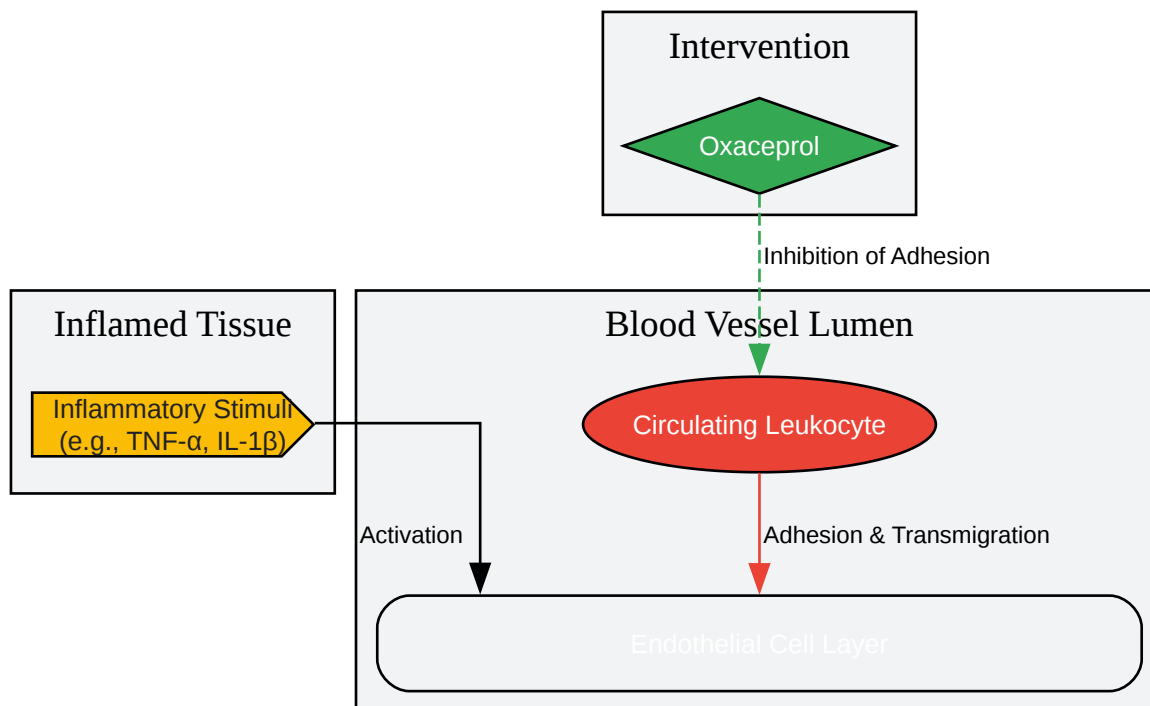 Intervention
Oxaceprol
Inhibition of Adhesion
Inflamed Tissue
Blood Vessel Lumen
Inflammatory Stimuli
(e.g., TNF-α, IL-1β)
Circulating Leukocyte
Activation
Adhesion & Transmigration
Endothelial Cell Layer